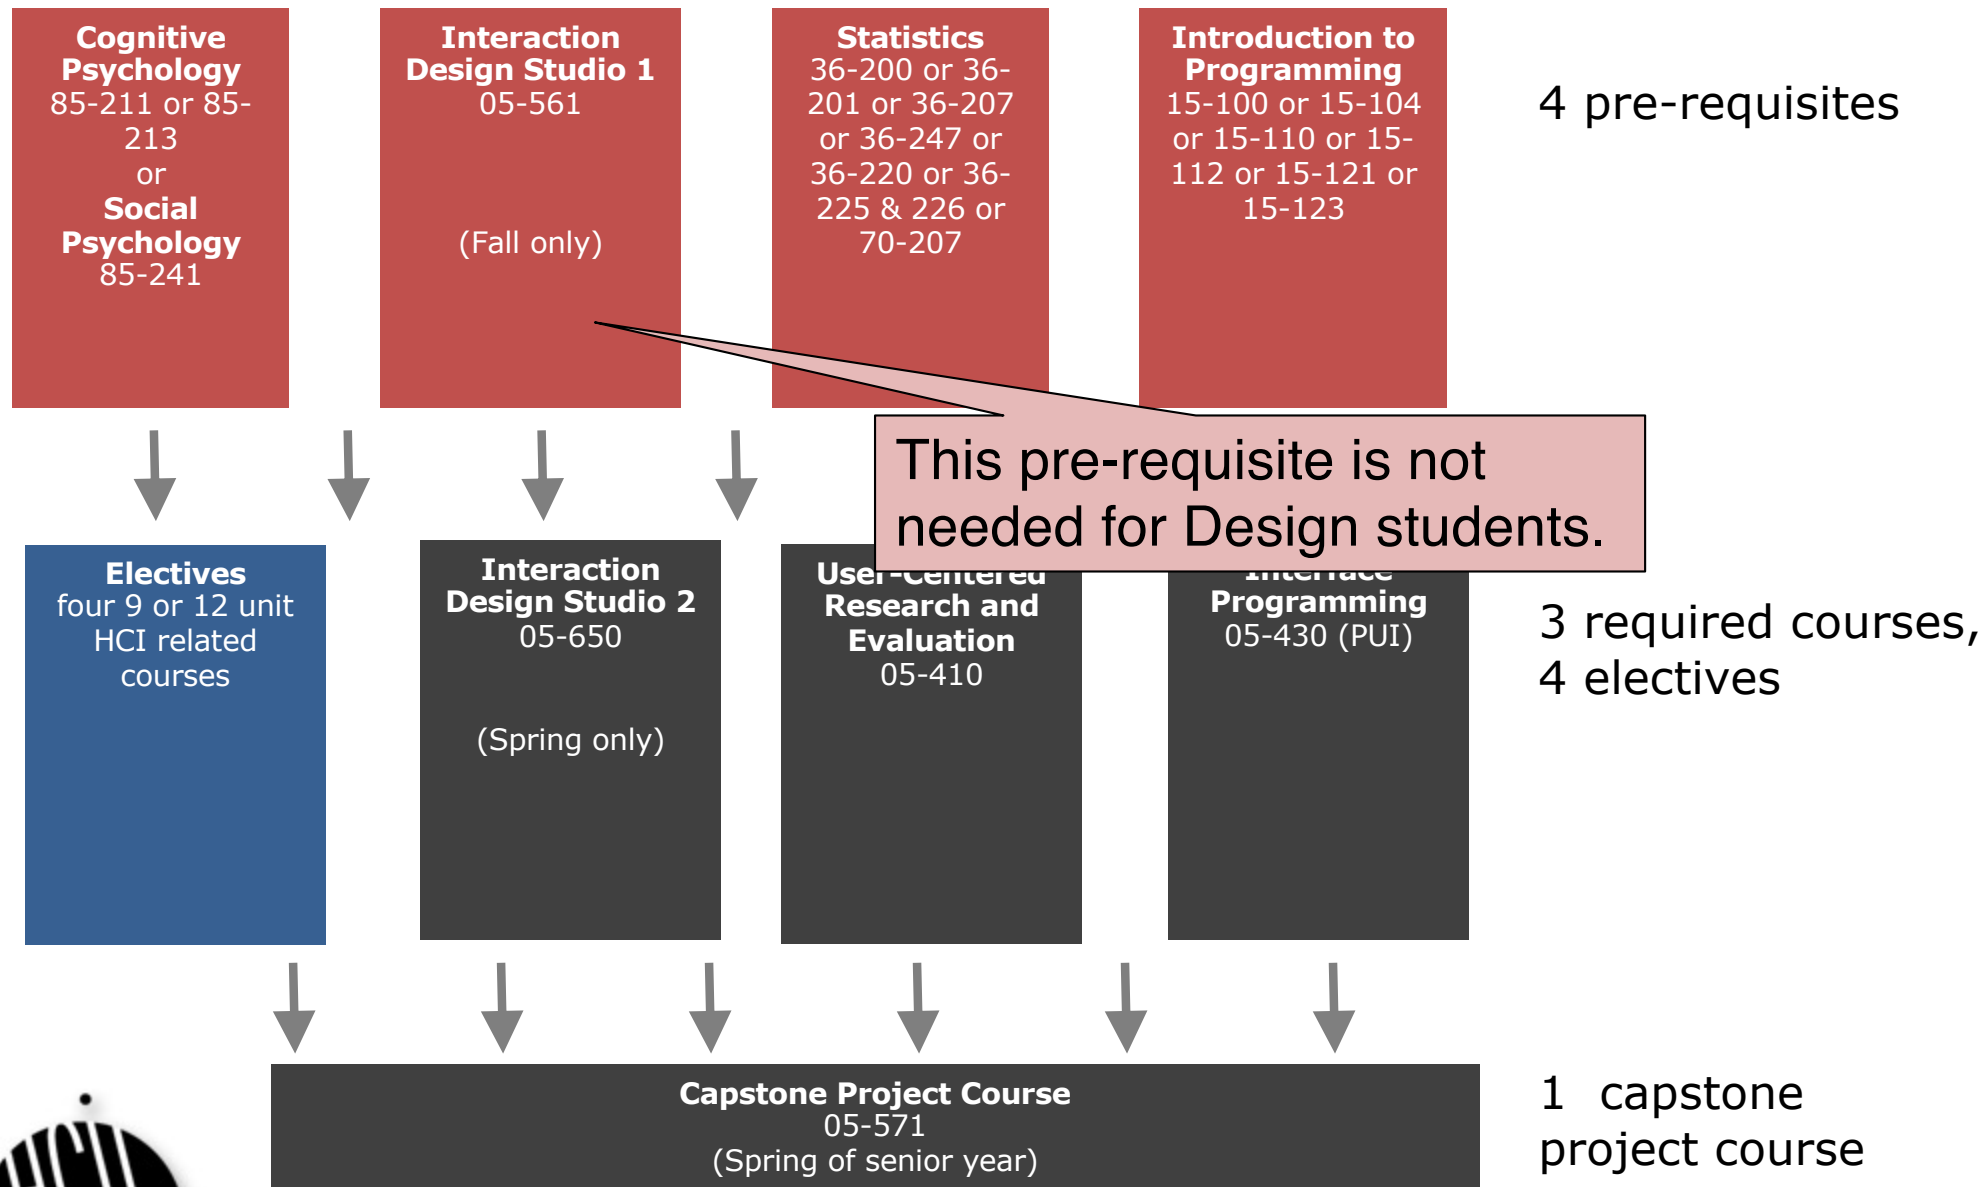 Cognitive
Psychology
85-211 or 85-
213
or
Social
Psychology
85-241
Interaction
Design Studio 1
05-561
(Fall only)
Statistics
36-200 or 36-
201 or 36-207
or 36-247 or
36-220 or 36-
225 & 226 or
70-207
Introduction to
Programming
15-100 or 15-104
or 15-110 or 15-
112 or 15-121 or
15-123
4 pre-requisites
This pre-requisite is not
needed for Design students.
Electives
four 9 or 12 unit
HCI related
courses
Interaction
Design Studio 2
05-650
(Spring only)
User-Centered
Research and
Evaluation
05-410
Interface
Programming
05-430 (PUI)
3 required courses,
4 electives
Capstone Project Course
05-571
(Spring of senior year)
1 capstone
project course